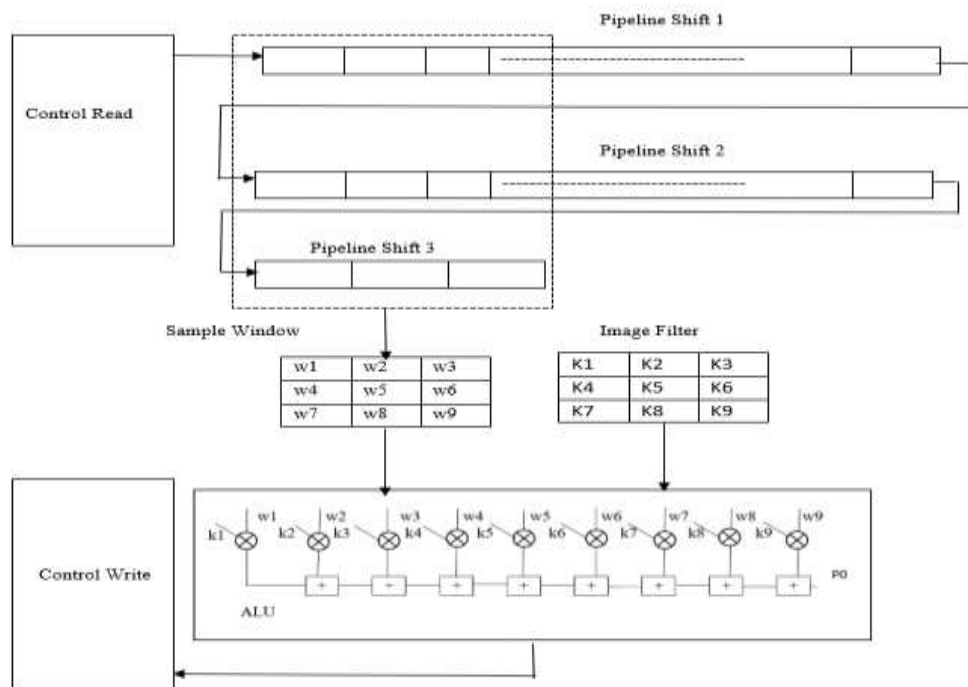 Pipeline Shift 1
Control Read
Pipeline Shift 2
Pipeline Shift 3
Sample Window
Image Filter
w1 w2 w3
w4 w5 w6
w7 w8 w9
K1 K2 K3
K4 K5 K6
K7 K8 K9
Control Write
w1 w2 w3 w4 w5 w6 w7 w8 w9
k1 k2 k3 k4 k5 k6 k7 k8 k9
+ + + + + + + +
P0
ALU